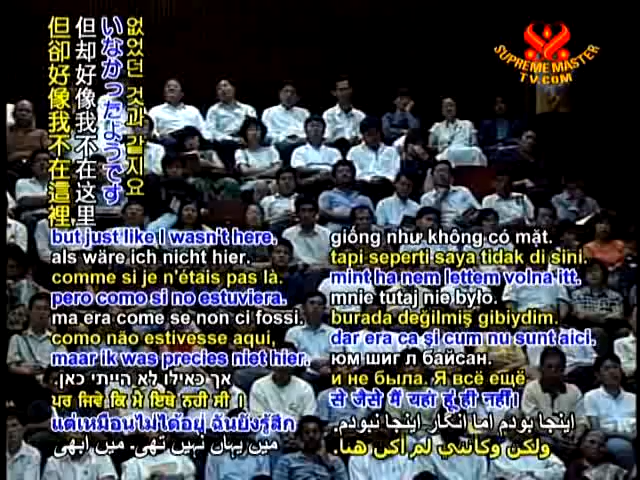 없었던 것과 같지요
いなかったようです
但却好像我不在这里
但卻好像我不在這裡,
SUPREME MASTER
TV.COM
but just like I wasn't here.
als wäre ich nicht hier.
comme si je n'étais pas là.
pero como si no estuviera.
ma era come se non ci fossi.
como não estivesse aqui,
maar ik was precies niet hier.
אך כאילו לא הייתי כאן.
ਪਰ ਜਿਵੇ ਕਿ ਮੈ ਇਥੇ ਨਹੀ ਸੀ ।
แต่เหมือนไม่ได้อยู่ ฉันยังรู้สึก
میں یہاں نہیں تھی. میں ابھی
giống như không có mặt.
tapi seperti saya tidak di sini.
mint ha nem lettem volna itt.
mnie tutaj nie było.
burada değilmiş gibiydim.
dar era ca şi cum nu sunt aici.
юм шиг л байсан.
и не была. Я всё ещё
से जैसे मैं यहां हूं ही नहीं।
اینجا بودم اما انگار اینجا نبودم.
ولكن وكأنني لم أكن هنا.